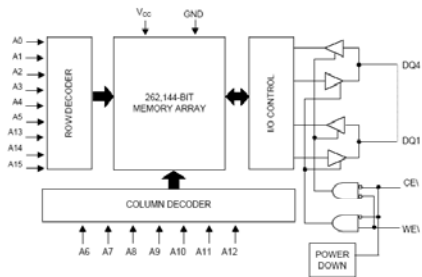 VCC GND
A0
A1
A2
A3
A4
A5
A13
A14
A15
ROW/DECODER
262,144-BIT
MEMORY ARRAY
I/O CONTROL
DQ4
DQ1
CE\
WE\
COLUMN DECODER
A6 A7 A8 A9 A10 A11 A12
POWER
DOWN